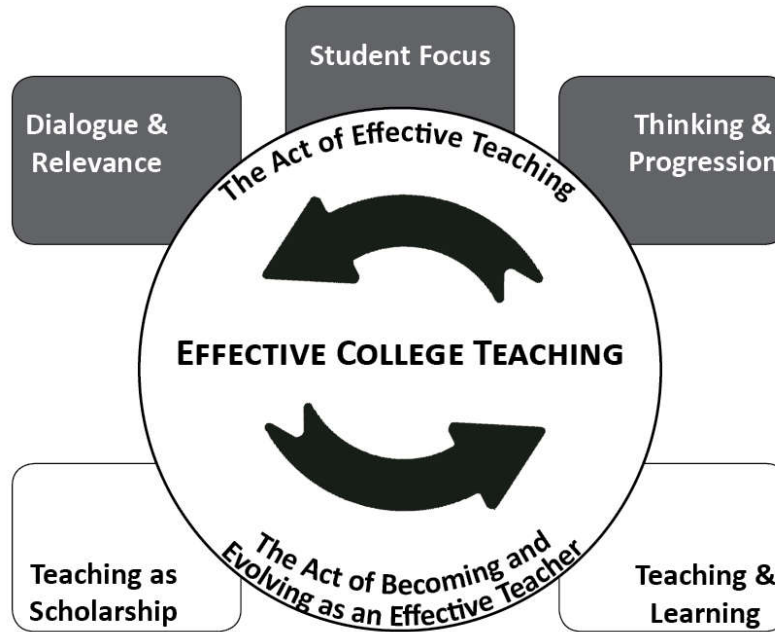 Student Focus
Dialogue &
Relevance
Thinking &
Progression
The Act of Effective Teaching
EFFECTIVE COLLEGE TEACHING
The Act of Becoming and
Evolving as an Effective Teacher
Teaching as
Scholarship
Teaching &
Learning